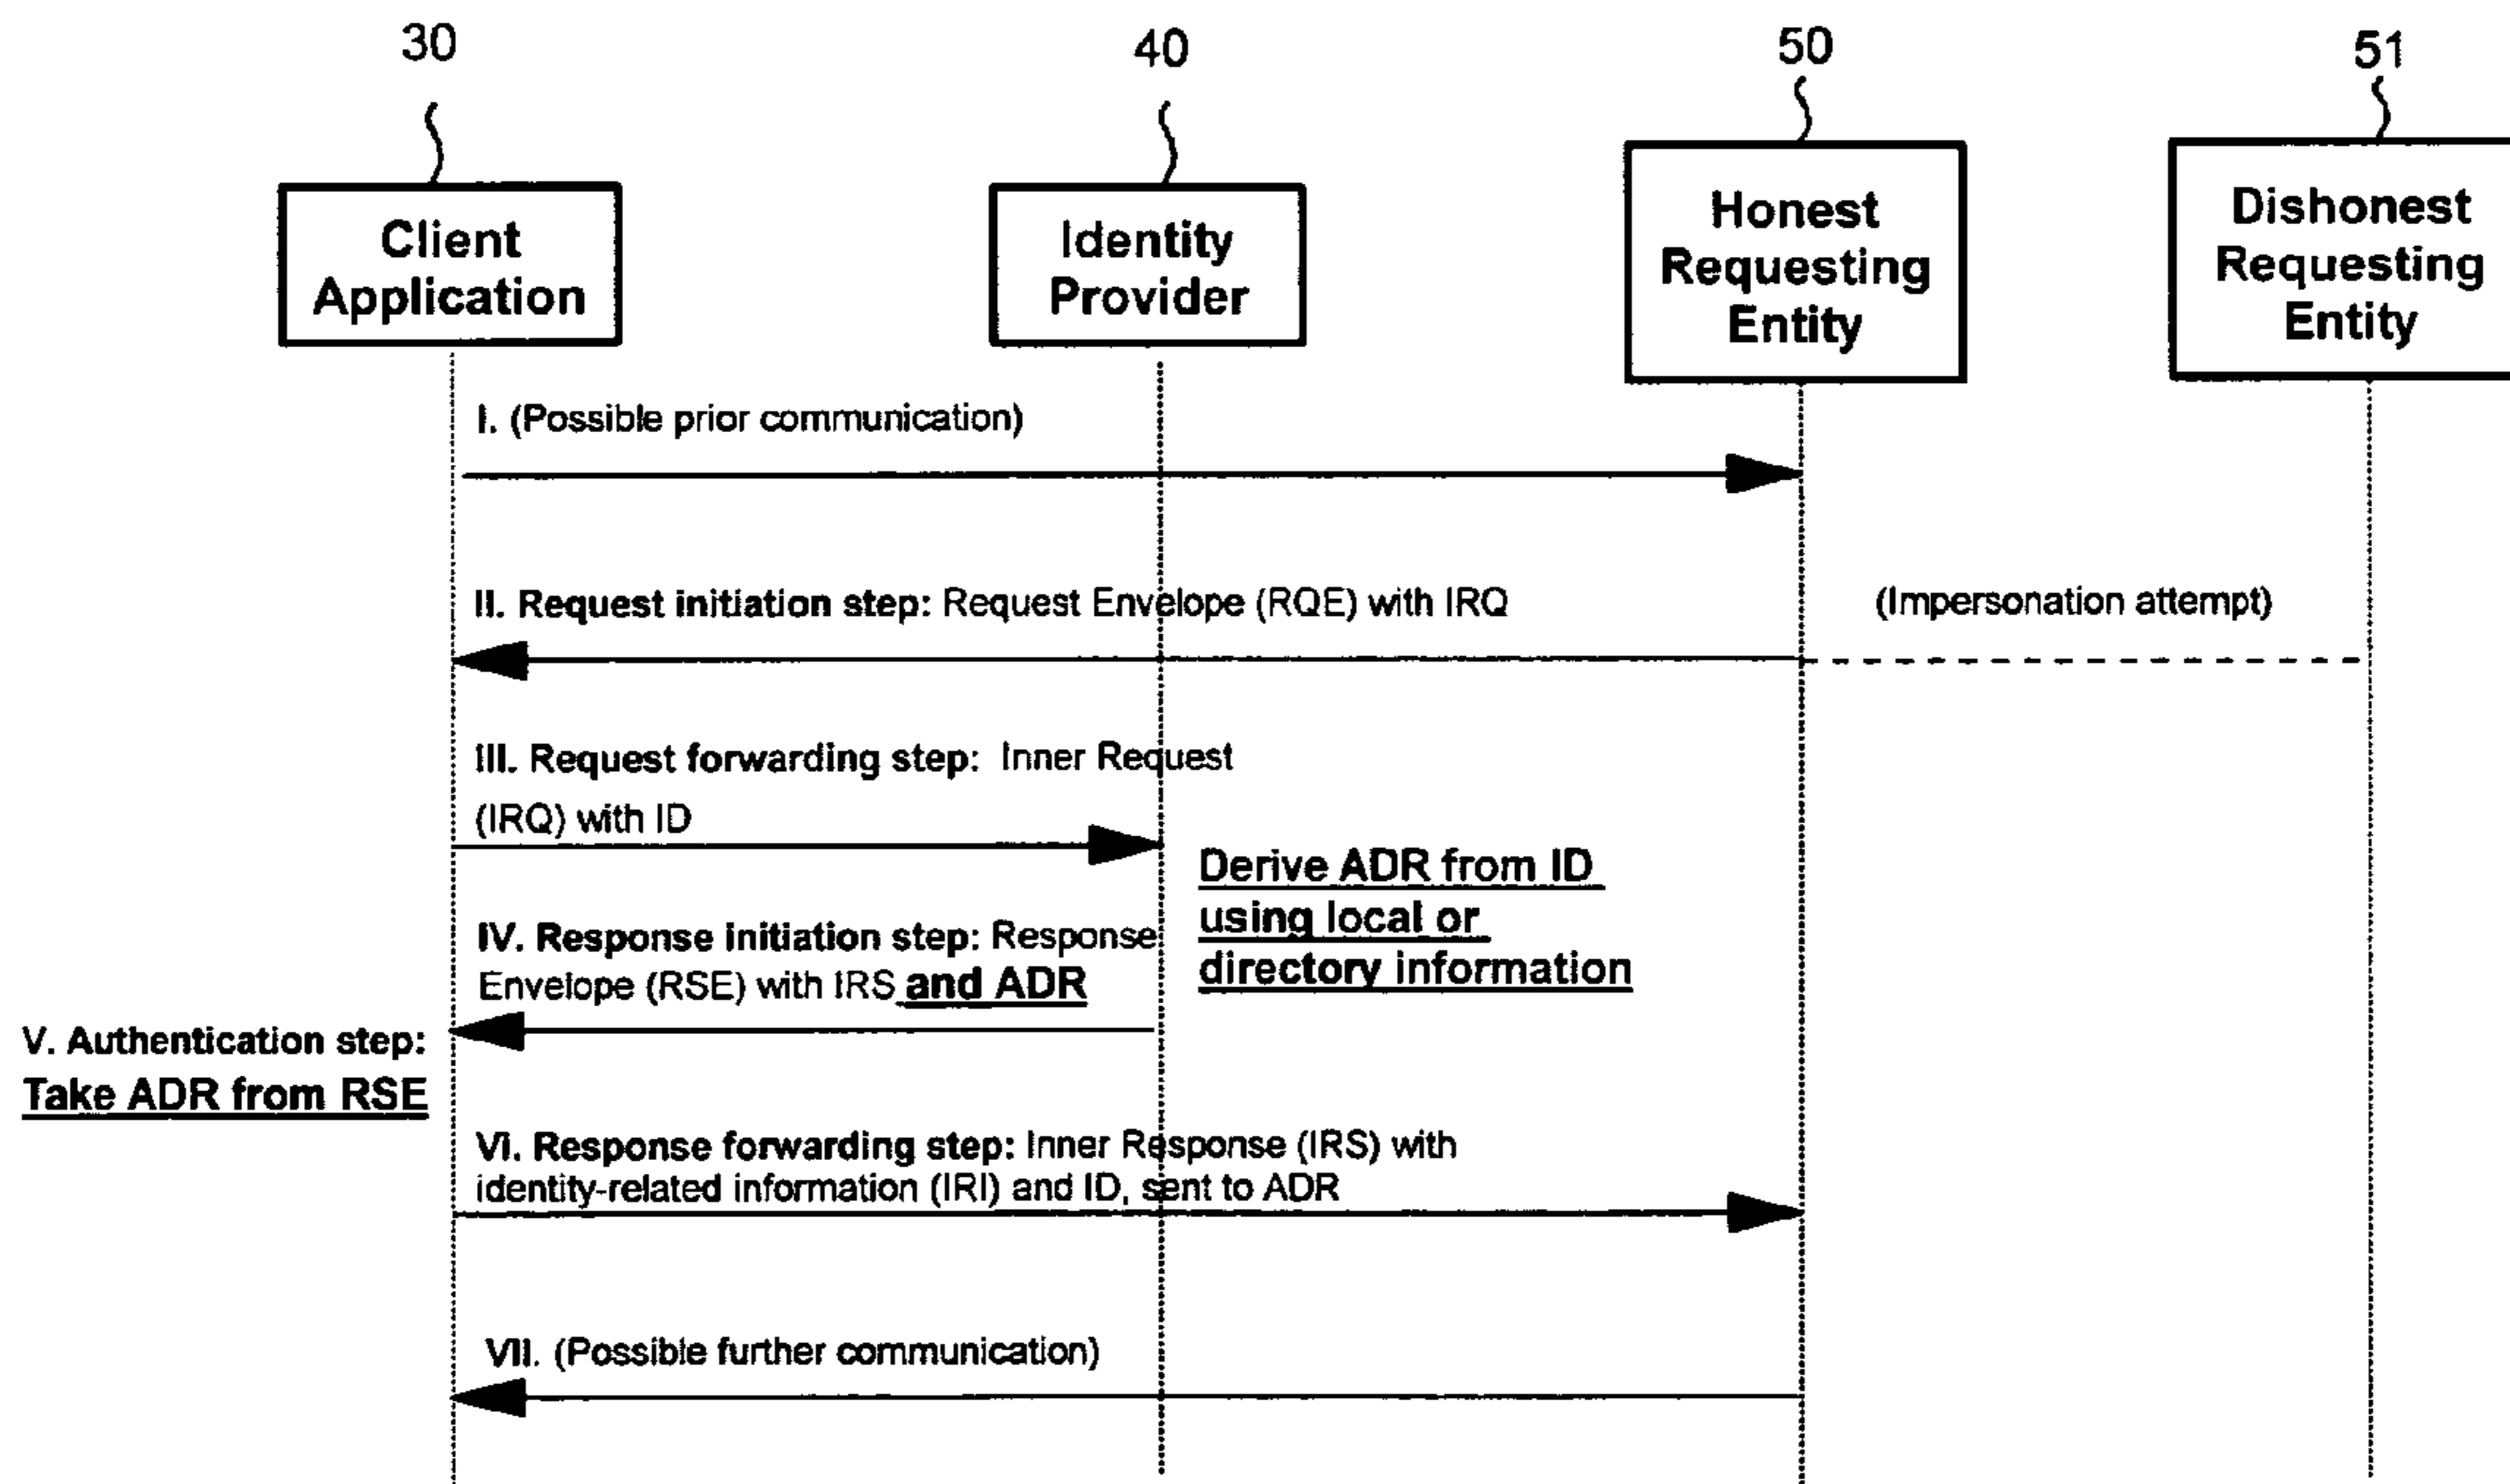 30
40
50
51
Client
Application
Identity
Provider
Honest
Requesting
Entity
Dishonest
Requesting
Entity
I. (Possible prior communication)
II. Request initiation step: Request Envelope (RQE) with IRQ
(Impersonation attempt)
III. Request forwarding step: Inner Request
(IRQ) with ID
Derive ADR from ID
using local or
directory information
IV. Response initiation step: Response
Envelope (RSE) with IRS and ADR
V. Authentication step:
Take ADR from RSE
VI. Response forwarding step: Inner Response (IRS) with
identity-related information (IRI) and ID, sent to ADR
VII. (Possible further communication)